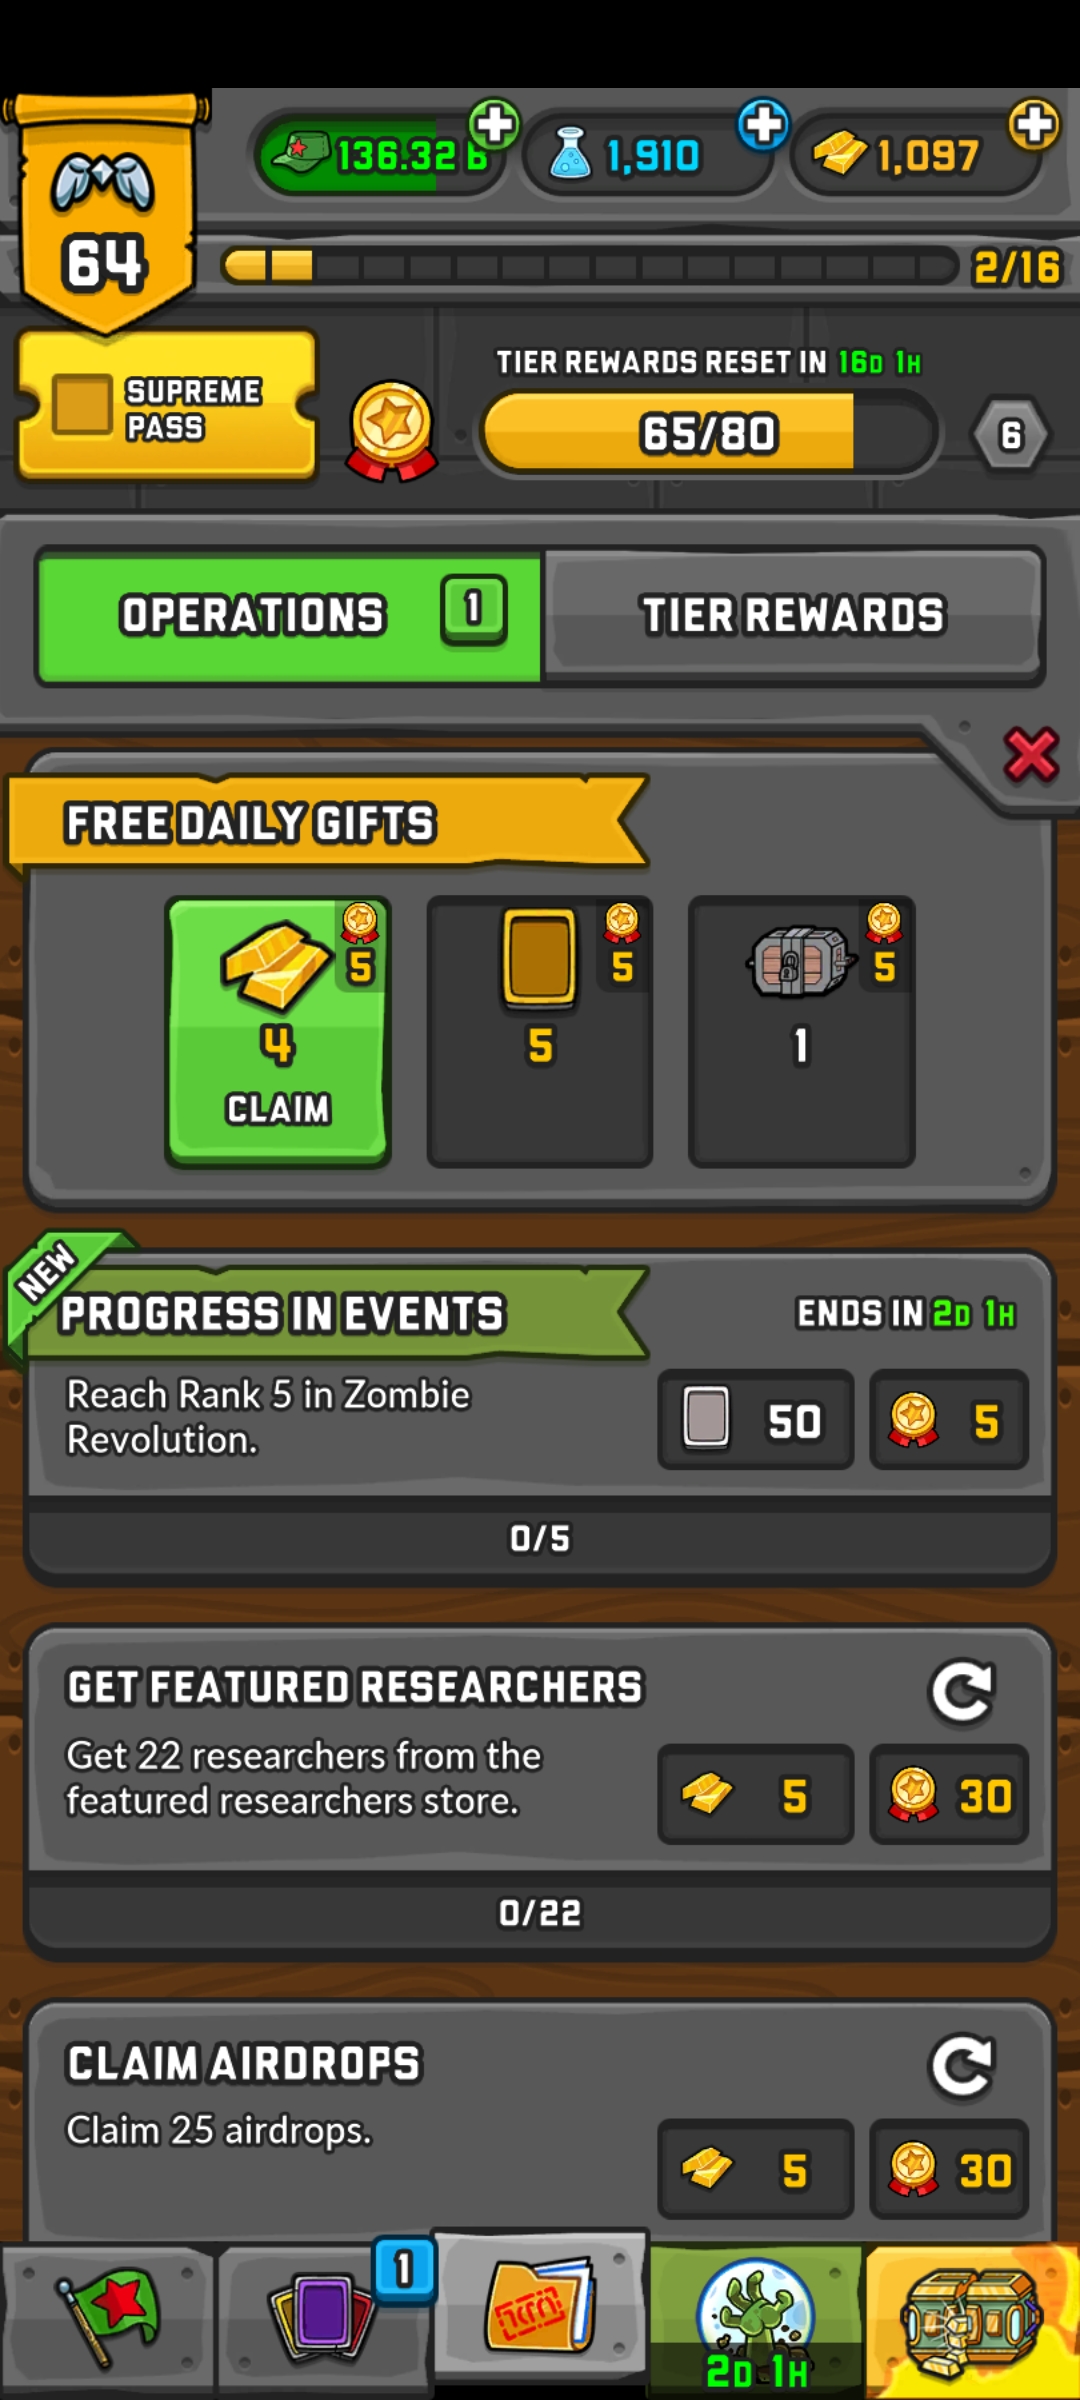 136.32 B
1,910
1,097
64
2/16
SUPREME
PASS
TIER REWARDS RESET IN 16D 1H
65/80
6
OPERATIONS 1
TIER REWARDS
FREE DAILY GIFTS
5
5
5
4
5
1
CLAIM
NEW
PROGRESS IN EVENTS
ENDS IN 2D 1H
Reach Rank 5 in Zombie
Revolution.
50
5
0/5
GET FEATURED RESEARCHERS
Get 22 researchers from the
featured researchers store.
5
30
0/22
CLAIM AIRDROPS
Claim 25 airdrops.
5
30
1
2D 1H